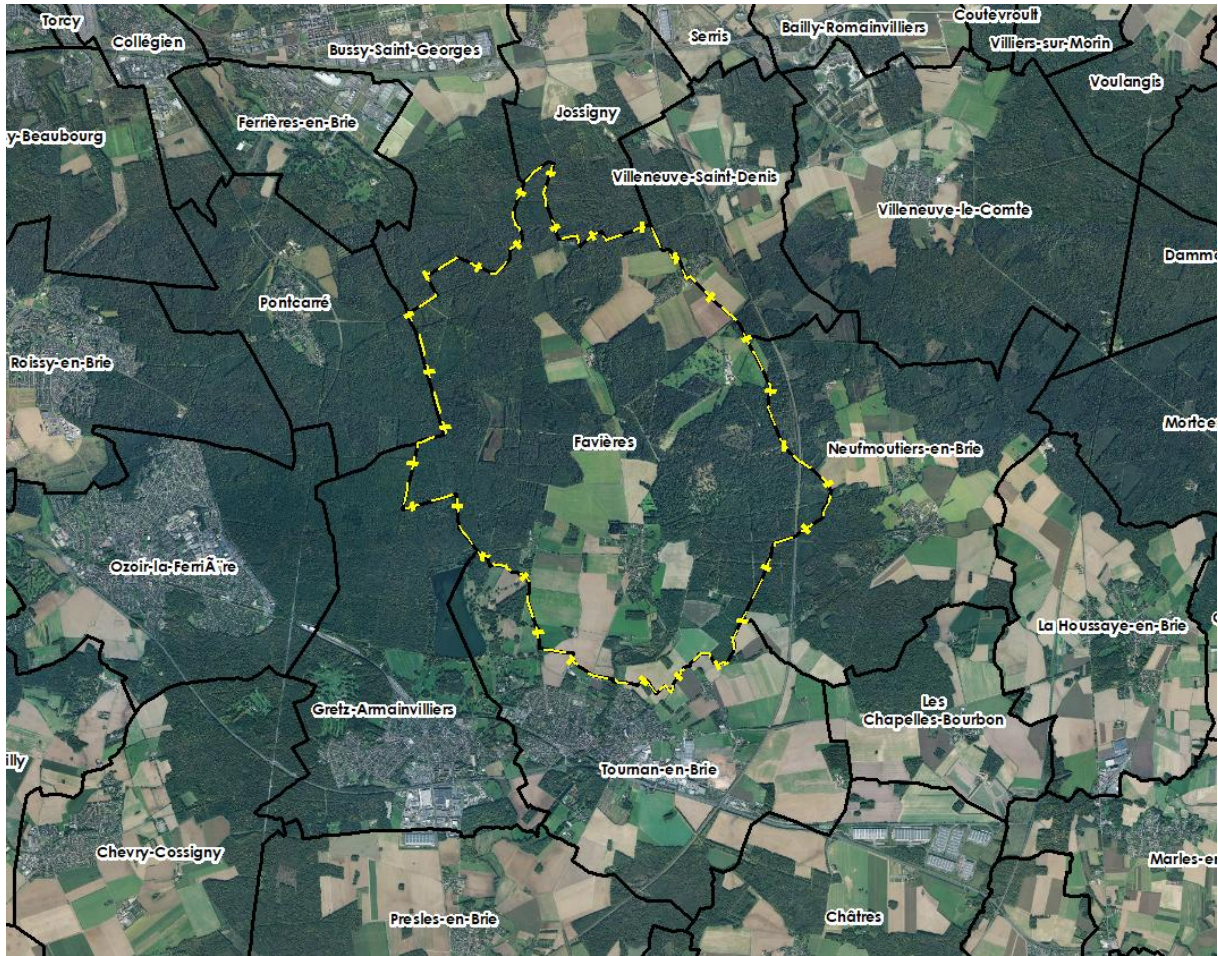 Torcy
Collégien
Bussy-Saint-Georges
Serris
Bailly-Romainvilliers
Coutevroult
Villiers-sur-Morin
Voulangis
Jossigny
Ferrières-en-Brie
y-Beaubourg
Villeneuve-Saint-Denis
Villeneuve-le-Comte
Damma
Pontcarré
Roissy-en-Brie
Favières
Neufmoutiers-en-Brie
Mortce
Ozoir-la-FerriÃ¨re
La Houssaye-en-Brie
Gretz-Armainvilliers
Les
Chapelles-Bourbon
illy
Tournan-en-Brie
Chevry-Cossigny
Marles-en
Presles-en-Brie
Châtres